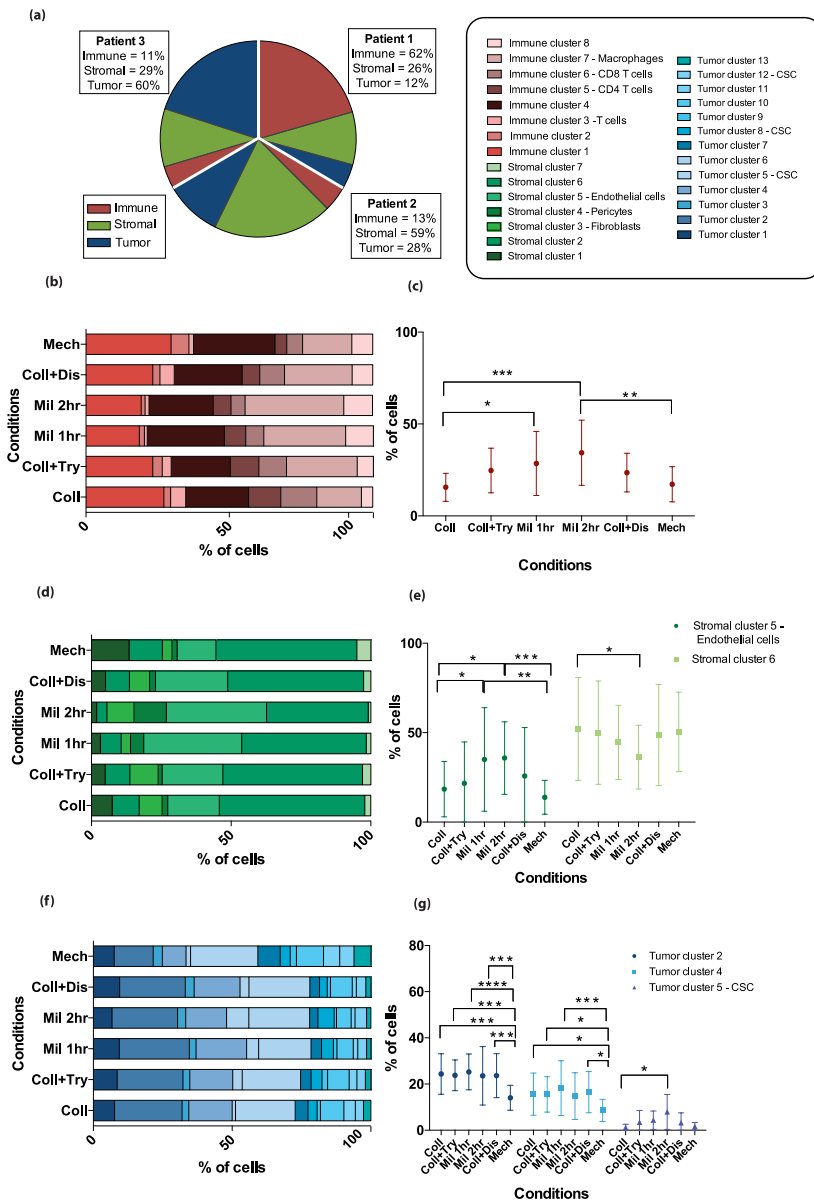 (a)
Patient 3
Immune = 11%
Stromal = 29%
Tumor = 60%
Patient 1
Immune = 62%
Stromal = 26%
Tumor = 12%
Patient 2
Immune = 13%
Stromal = 59%
Tumor = 28%
Immune
Stromal
Tumor
Immune cluster 8
Immune cluster 7 - Macrophages
Immune cluster 6 - CD8 T cells
Immune cluster 5 - CD4 T cells
Immune cluster 4
Immune cluster 3 -T cells
Immune cluster 2
Immune cluster 1
Stromal cluster 7
Stromal cluster 6
Stromal cluster 5 - Endothelial cells
Stromal cluster 4 - Pericytes
Stromal cluster 3 - Fibroblasts
Stromal cluster 2
Stromal cluster 1
Tumor cluster 13
Tumor cluster 12 - CSC
Tumor cluster 11
Tumor cluster 10
Tumor cluster 9
Tumor cluster 8 - CSC
Tumor cluster 7
Tumor cluster 6
Tumor cluster 5 - CSC
Tumor cluster 4
Tumor cluster 3
Tumor cluster 2
Tumor cluster 1
(b)
Conditions
Mech
Coll+Dis
Mil 2hr
Mil 1hr
Coll+Try
Coll
0 50 100
% of cells
(c)
% of cells
100
50
0
***
*
**
Coll Coll+Try Mil 1hr Mil 2hr Coll+Dis Mech
Conditions
(d)
Conditions
Mech
Coll+Dis
Mil 2hr
Mil 1hr
Coll+Try
Coll
0 50 100
% of cells
(e)
Stromal cluster 5 -
Endothelial cells
Stromal cluster 6
% of cells
100
50
0
* *** *
* **
Coll Coll+Try Mil 1hr Mil 2hr Coll+Dis Mech Coll Coll+Try Mil 1hr Mil 2hr Coll+Dis Mech
Conditions
(f)
Conditions
Mech
Coll+Dis
Mil 2hr
Mil 1hr
Coll+Try
Coll
0 50 100
% of cells
(g)
Tumor cluster 2
Tumor cluster 4
Tumor cluster 5 - CSC
% of cells
80
60
40
20
0
***
****
*** ***
*** *
*** *
*
*
Coll Coll+Try Mil 1hr Mil 2hr Coll+Dis Mech Coll Coll+Try Mil 1hr Mil 2hr Coll+Dis Mech Coll Coll+Try Mil 1hr Mil 2hr Coll+Dis Mech
Conditions